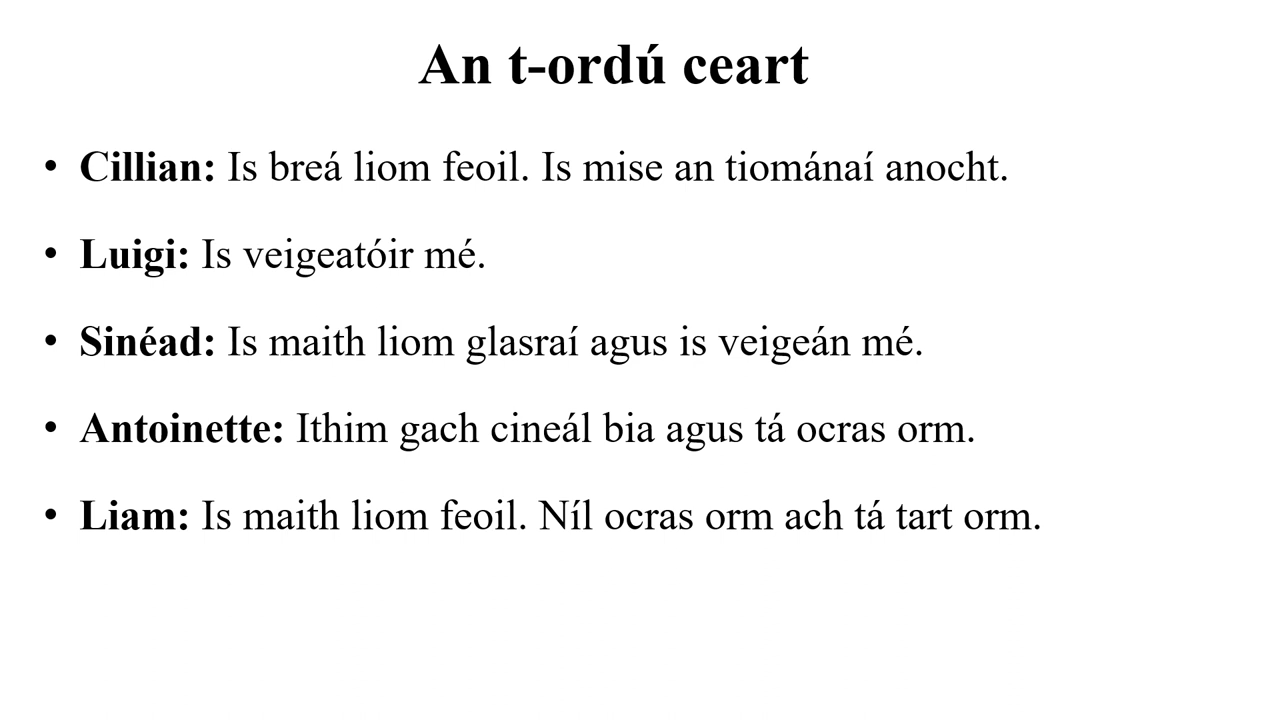 An t-ordú ceart
• Cillian: Is breá liom feoil. Is mise an tiománaí anocht.
• Luigi: Is veigeatóir mé.
• Sinéad: Is maith liom glasraí agus is veigeán mé.
• Antoinette: Ithim gach cineál bia agus tá ocras orm.
• Liam: Is maith liom feoil. Níl ocras orm ach tá tart orm.